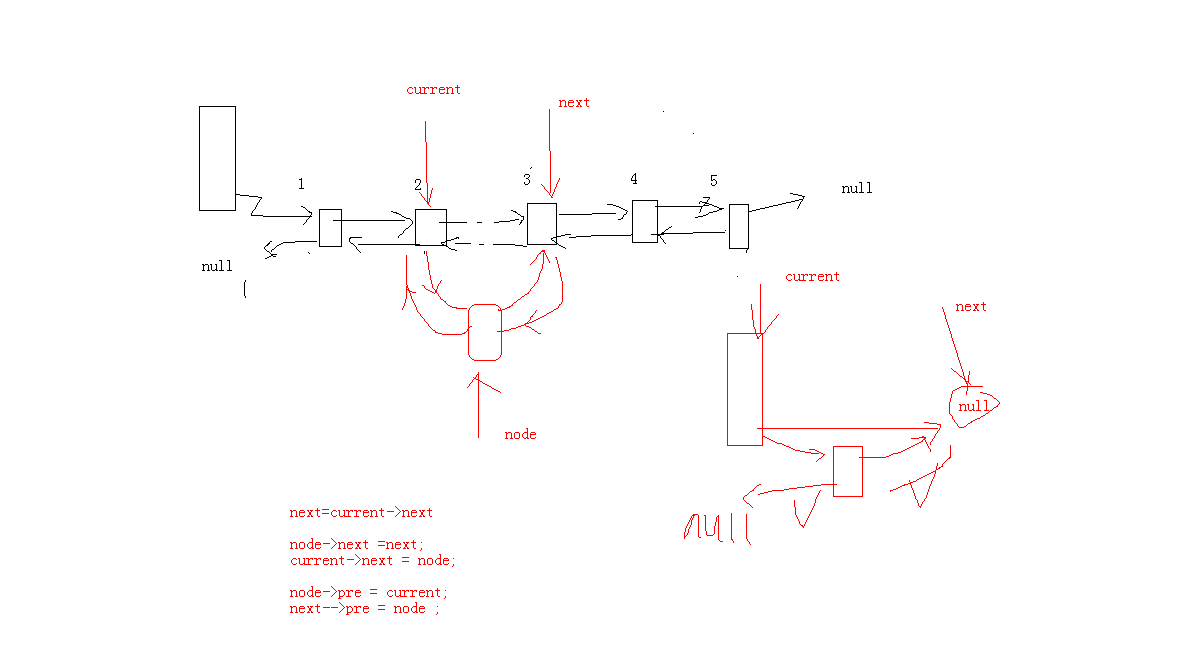 current
next
1
2
3
4
5
null
null
current
next
null
node
null
next=current->next
node->next =next;
current->next = node;
node->pre = current;
next-->pre = node ;